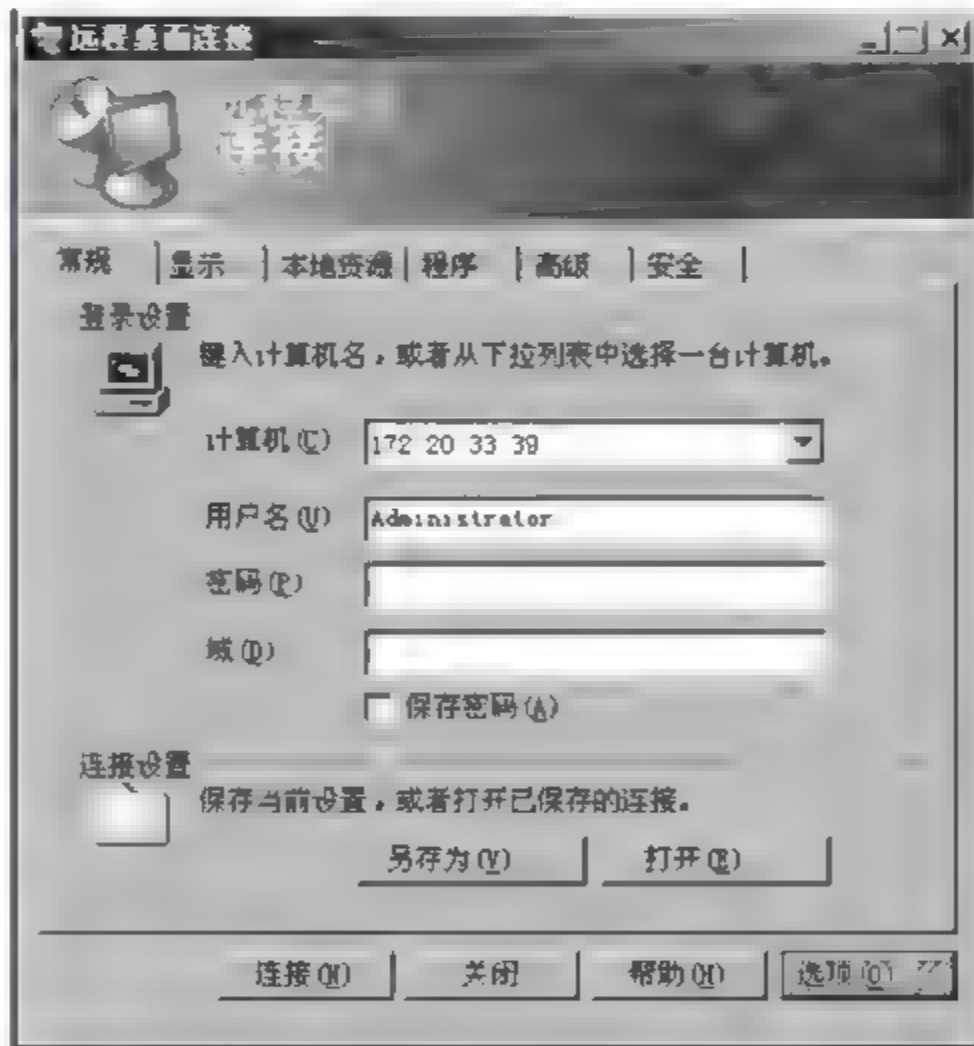 远程桌面连接
连接
常规 显示 本地资源 程序 高级 安全
登录设置
键入计算机名，或者从下拉列表中选择一台计算机。
计算机(C) 172 20 33 39
用户名(U) Administrator
密码(P)
域(D)
保存密码(A)
连接设置
保存当前设置，或者打开已保存的连接。
另存为(V) 打开(E)
连接(N) 关闭 帮助(H) 选项(O)